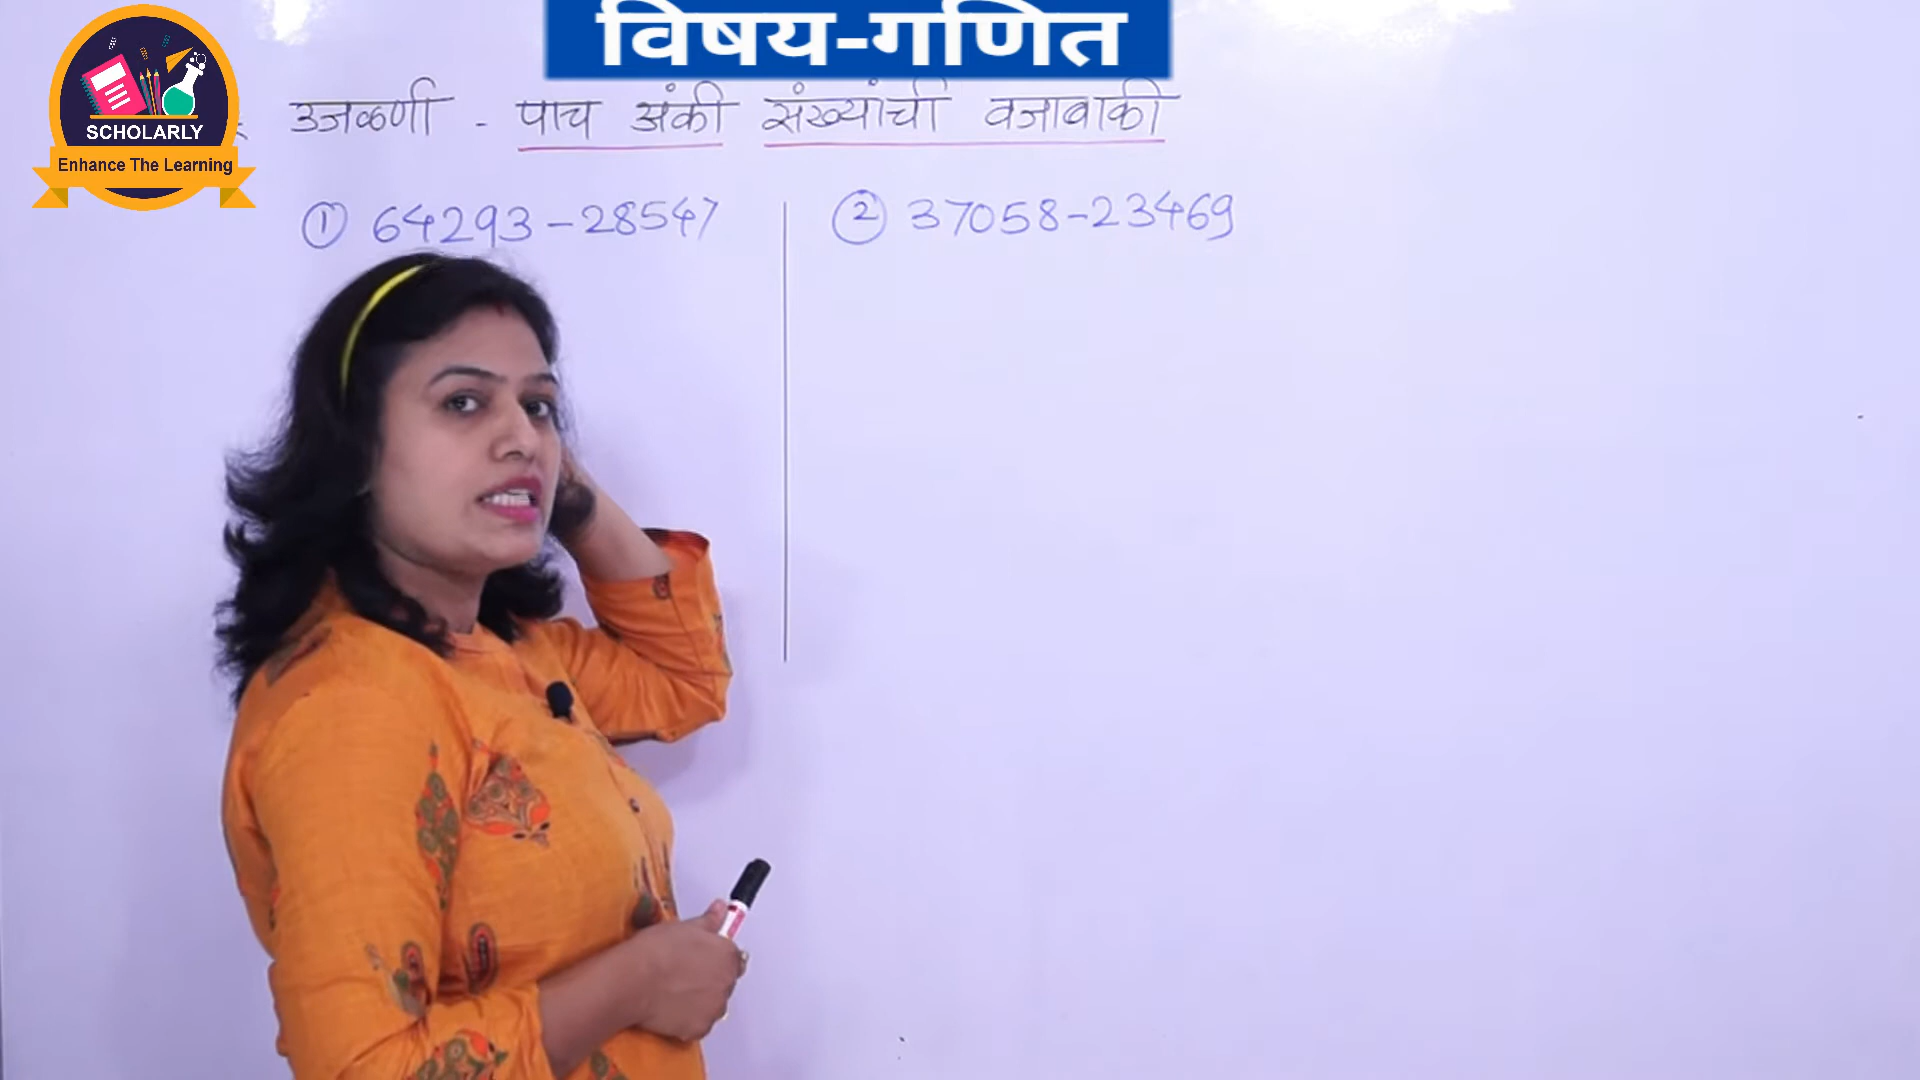 विषय-गणित
SCHOLARLY
Enhance The Learning
उजळणी - पाच अंकी संख्यांची वजाबाकी
① 64293-28547
② 37058-23469